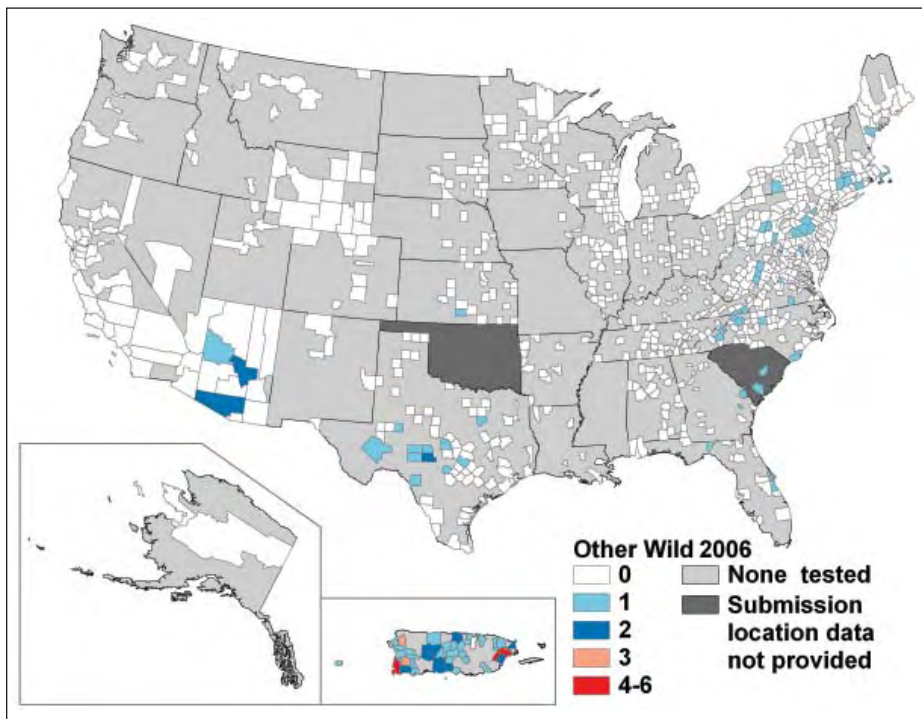 Other Wild 2006
0
1
2
3
4-6
None tested
Submission
location data
not provided